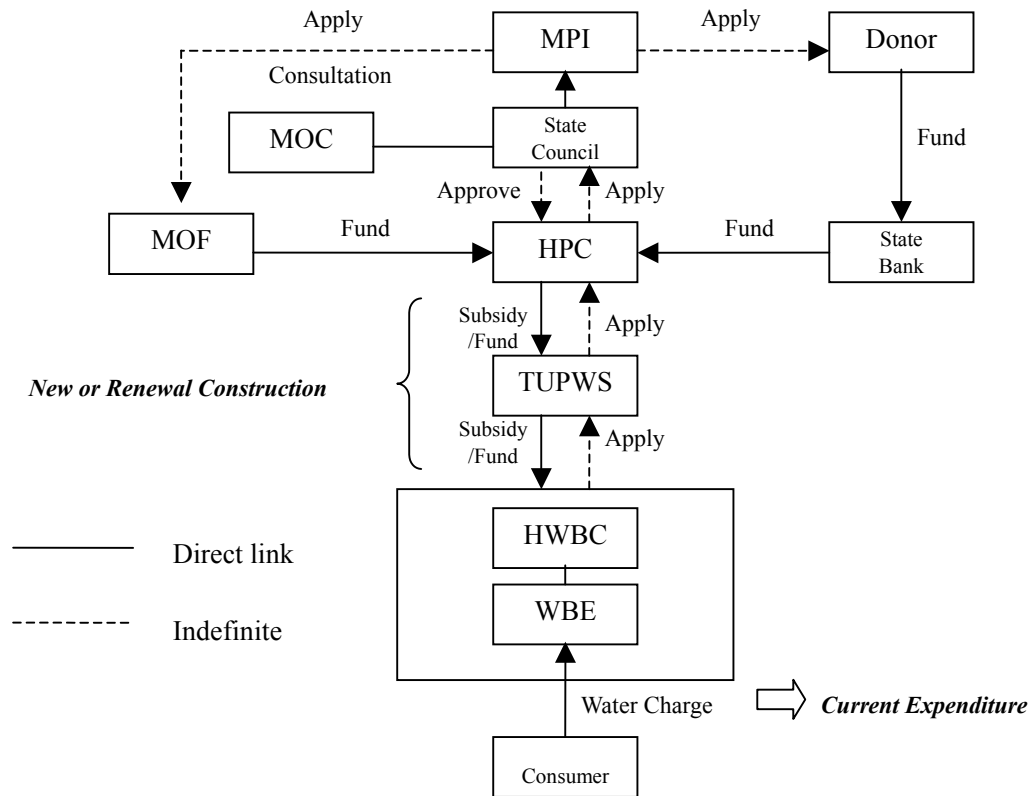 Apply
MPI
Apply
Donor
Consultation
MOC
State
Council
Fund
Approve
Apply
MOF
Fund
HPC
Fund
State
Bank
Subsidy
/Fund
Apply
New or Renewal Construction
TUPWS
Subsidy
/Fund
Apply
HWBC
Direct link
WBE
Indefinite
Water Charge
Current Expenditure
Consumer